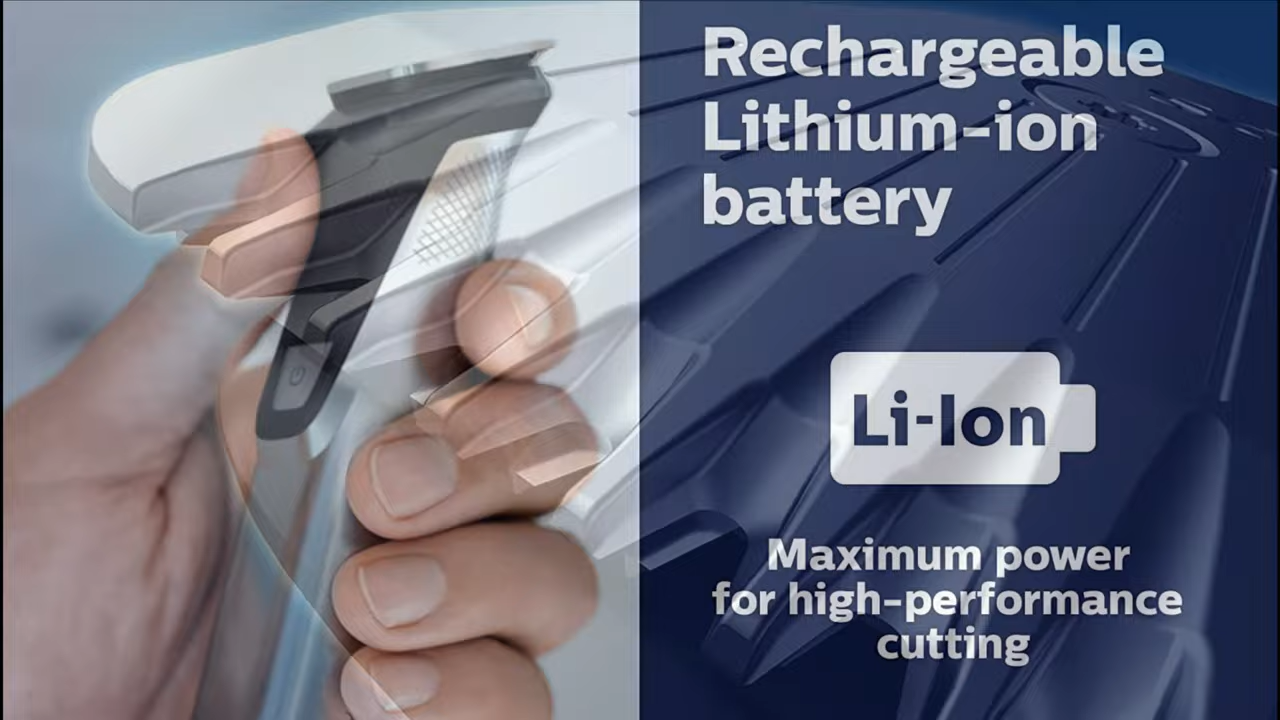 Rechargeable
Lithium-ion
battery
Li-Ion
Maximum power
for high-performance
cutting